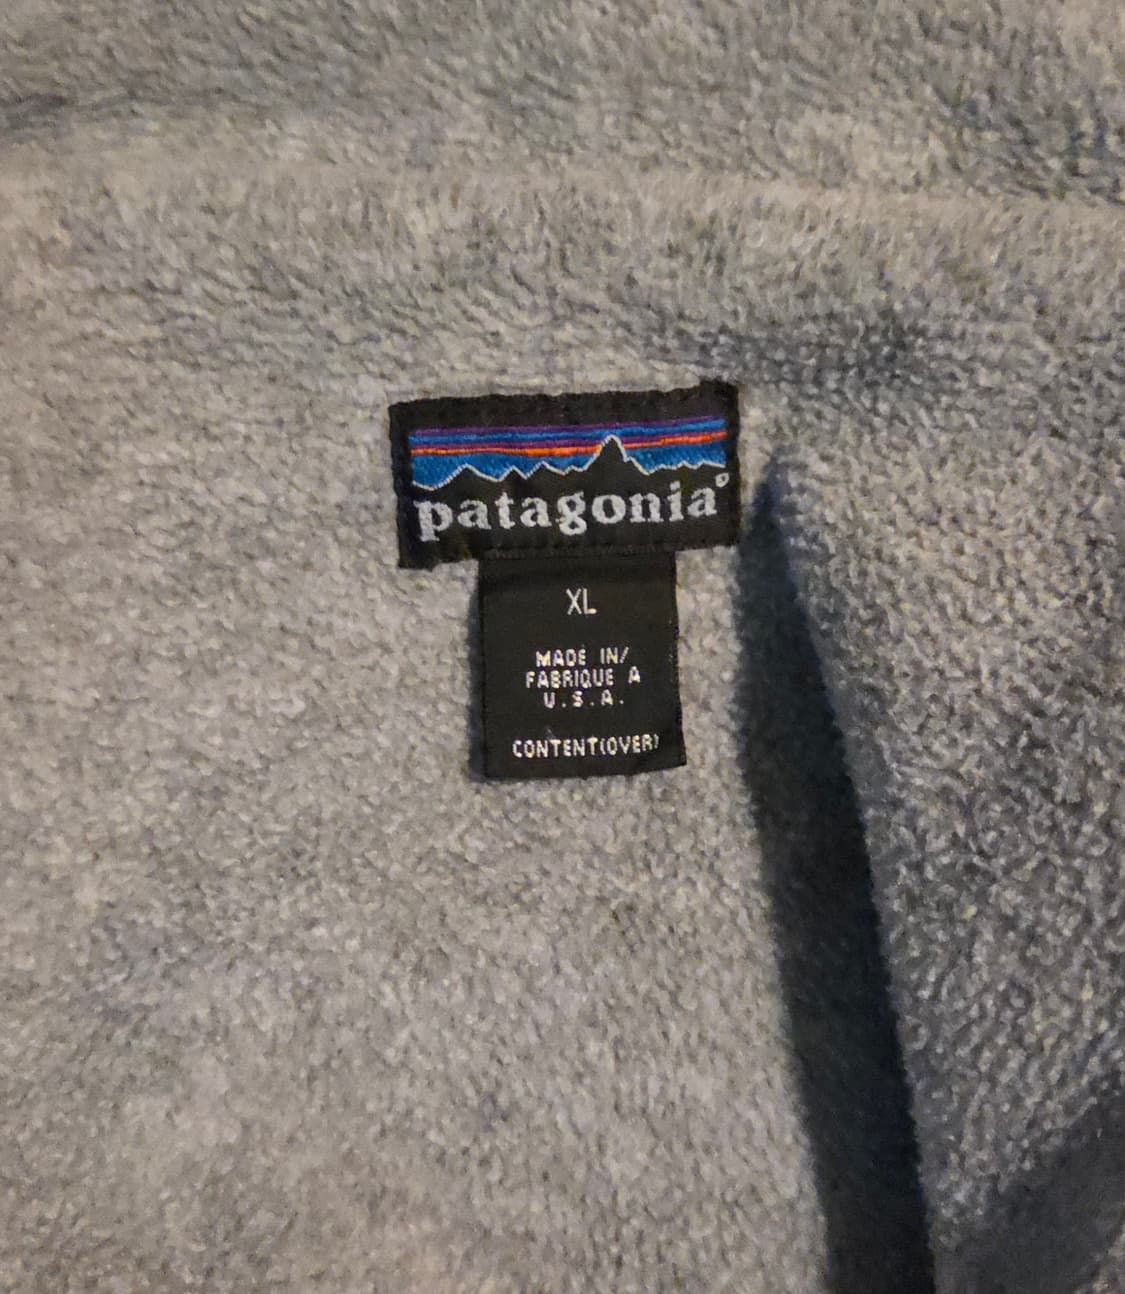 patagonia®
XL
MADE IN/
FABRIQUE A
U.S.A.
CONTENT(OVER)